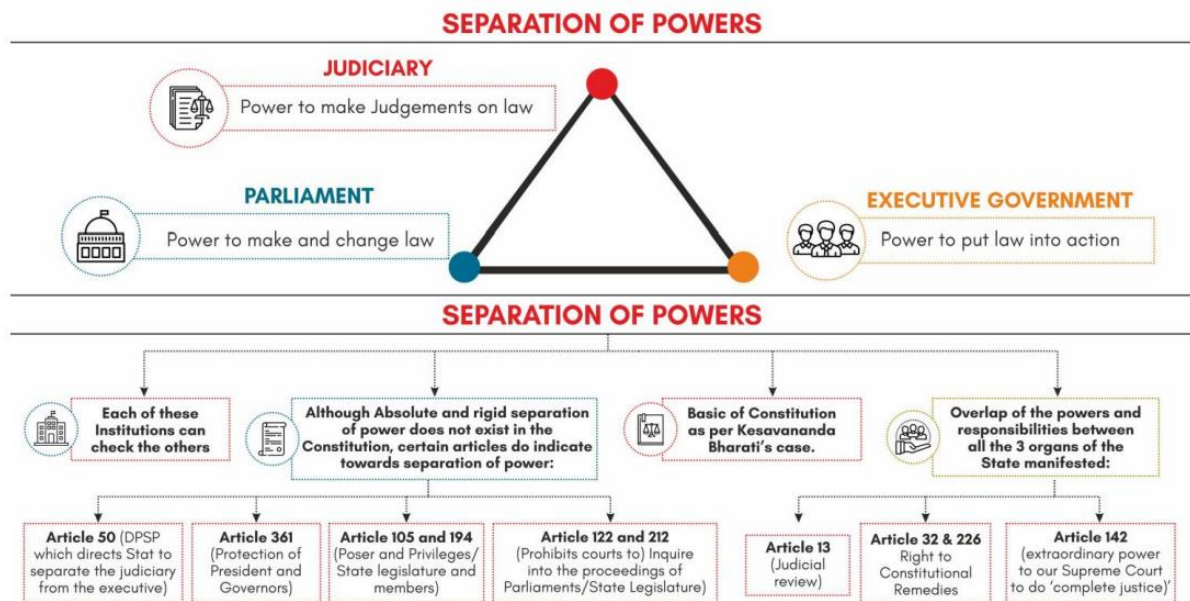 SEPARATION OF POWERS
JUDICIARY
Power to make Judgements on law
PARLIAMENT
Power to make and change law
EXECUTIVE GOVERNMENT
Power to put law into action
SEPARATION OF POWERS
Each of these
Institutions can
check the others
Although Absolute and rigid separation
of power does not exist in the
Constitution, certain articles do indicate
towards separation of power:
Basic of Constitution
as per Kesavananda
Bharati's case.
Overlap of the powers and
responsibilities between
all the 3 organs of the
State manifested:
Article 50 (DPSP
which directs Stat to
separate the judiciary
from the executive)
Article 361
(Protection of
President and
Governors)
Article 105 and 194
(Poser and Privileges/
State legislature and
members)
Article 122 and 212
(Prohibits courts to) Inquire
into the proceedings of
Parliaments/State Legislature)
Article 13
(Judicial
review)
Article 32 & 226
Right to
Constitutional
Remedies
Article 142
(extraordinary power
to our Supreme Court
to do 'complete justice)'